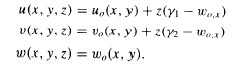 u(x, y, z) = u_o(x, y) + z(γ_1 − w_{o,x})
v(x, y, z) = v_o(x, y) + z(γ_2 − w_{o,x})
w(x, y, z) = w_o(x, y).